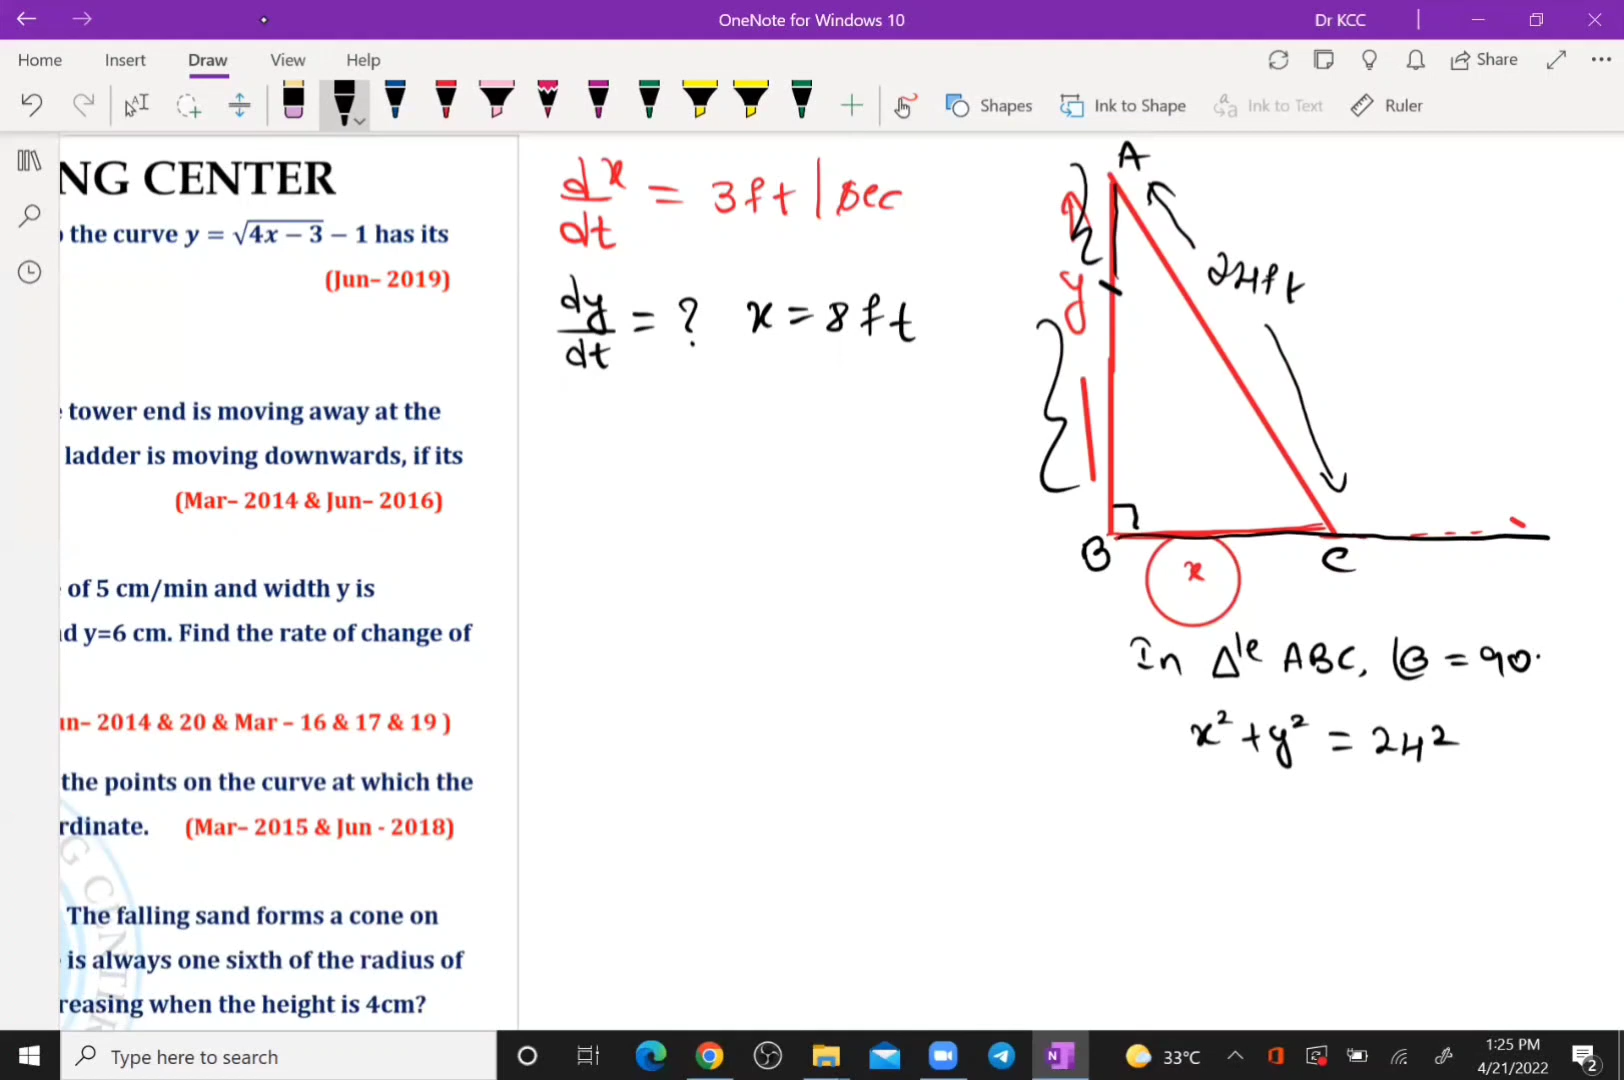 OneNote for Windows 10
Dr KCC
Home Insert Draw View Help
Share
Shapes Ink to Shape Ink to Text Ruler
NG CENTER
the curve y = √4x − 3 − 1 has its
(Jun– 2019)
tower end is moving away at the
ladder is moving downwards, if its
(Mar– 2014 & Jun– 2016)
of 5 cm/min and width y is
d y=6 cm. Find the rate of change of
un– 2014 & 20 & Mar – 16 & 17 & 19 )
the points on the curve at which the
rdinate. (Mar– 2015 & Jun - 2018)
The falling sand forms a cone on
is always one sixth of the radius of
reasing when the height is 4cm?
dx/dt = 3ft | sec
dy/dt = ? x = 8ft
A
y
24ft
B
x
C
In Δle ABC, ∟B = 90·
x² + y² = 24²
Type here to search
33°C
1:25 PM
4/21/2022
2